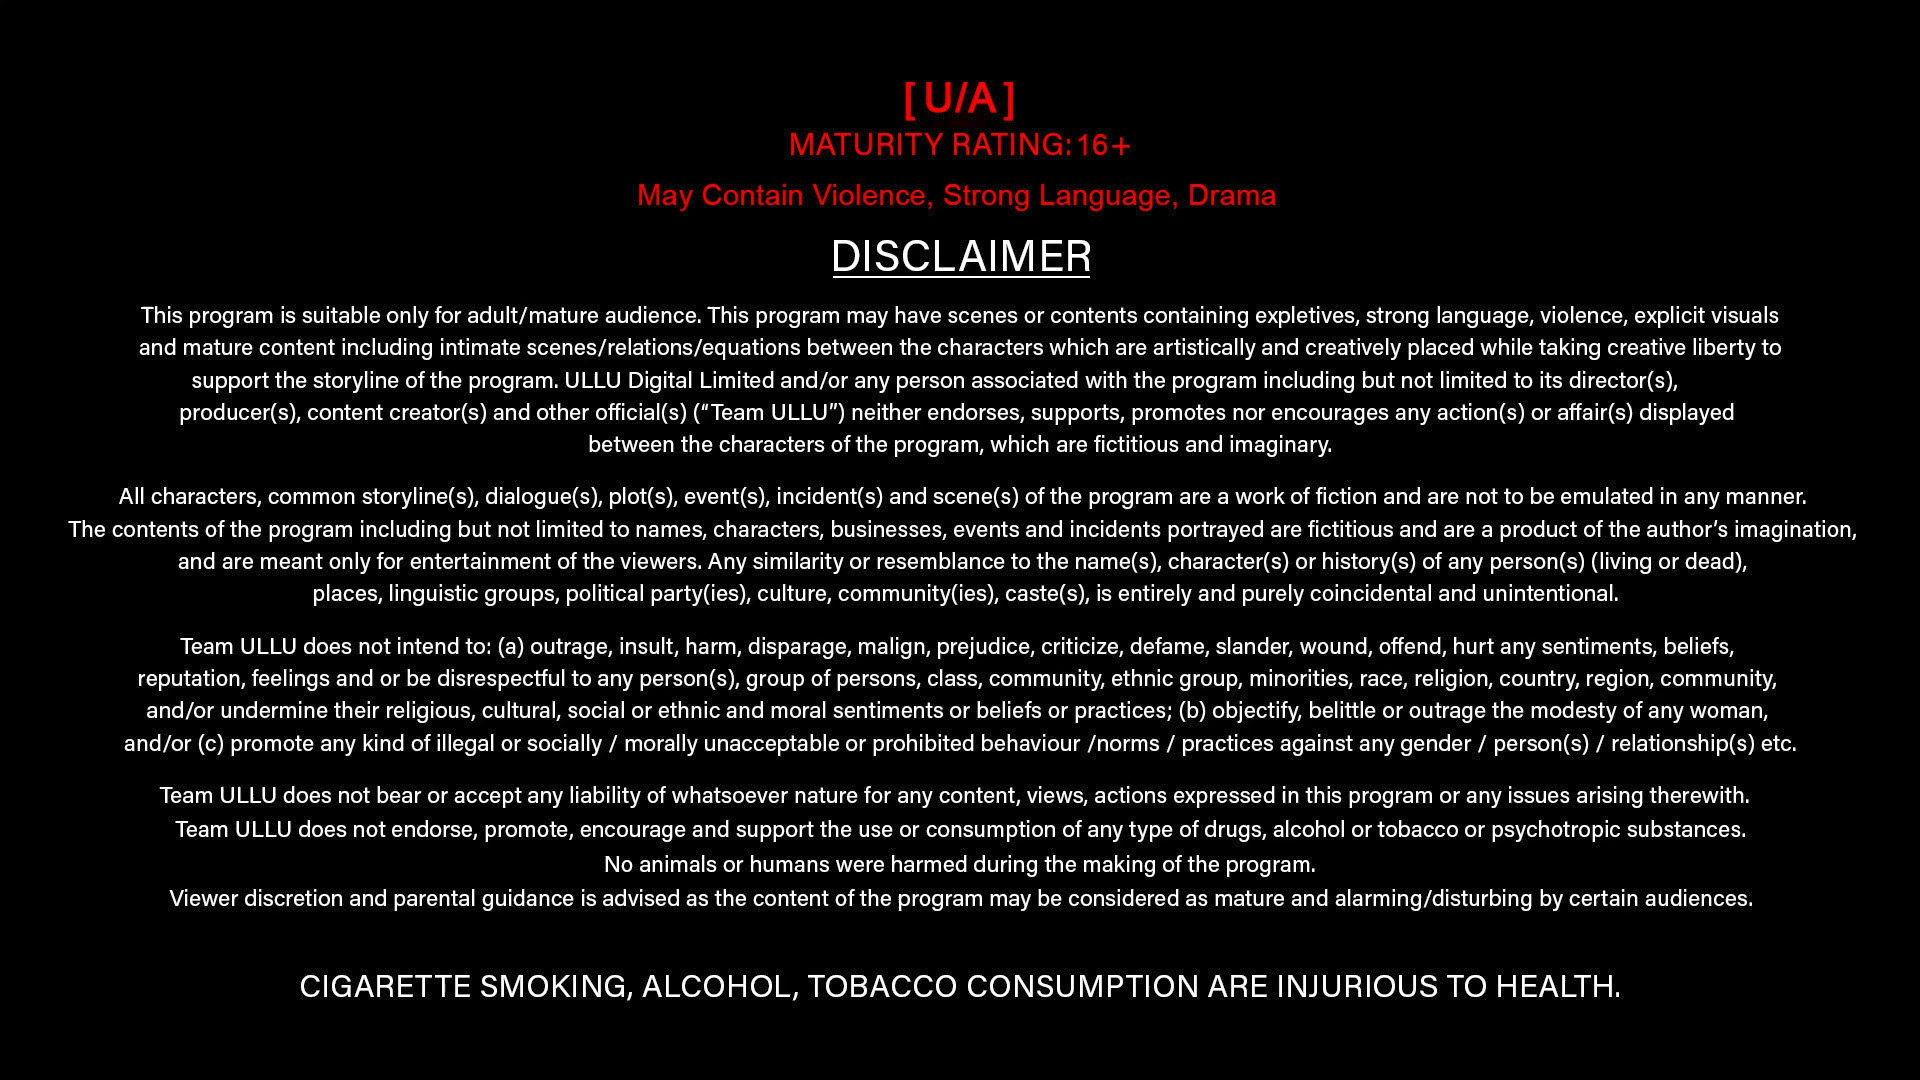 [ U/A ]
MATURITY RATING:16+
May Contain Violence, Strong Language, Drama
DISCLAIMER
This program is suitable only for adult/mature audience. This program may have scenes or contents containing expletives, strong language, violence, explicit visuals
and mature content including intimate scenes/relations/equations between the characters which are artistically and creatively placed while taking creative liberty to
support the storyline of the program. ULLU Digital Limited and/or any person associated with the program including but not limited to its director(s),
producer(s), content creator(s) and other official(s) (“Team ULLU”) neither endorses, supports, promotes nor encourages any action(s) or affair(s) displayed
between the characters of the program, which are fictitious and imaginary.
All characters, common storyline(s), dialogue(s), plot(s), event(s), incident(s) and scene(s) of the program are a work of fiction and are not to be emulated in any manner.
The contents of the program including but not limited to names, characters, businesses, events and incidents portrayed are fictitious and are a product of the author’s imagination,
and are meant only for entertainment of the viewers. Any similarity or resemblance to the name(s), character(s) or history(s) of any person(s) (living or dead),
places, linguistic groups, political party(ies), culture, community(ies), caste(s), is entirely and purely coincidental and unintentional.
Team ULLU does not intend to: (a) outrage, insult, harm, disparage, malign, prejudice, criticize, defame, slander, wound, offend, hurt any sentiments, beliefs,
reputation, feelings and or be disrespectful to any person(s), group of persons, class, community, ethnic group, minorities, race, religion, country, region, community,
and/or undermine their religious, cultural, social or ethnic and moral sentiments or beliefs or practices; (b) objectify, belittle or outrage the modesty of any woman,
and/or (c) promote any kind of illegal or socially / morally unacceptable or prohibited behaviour /norms / practices against any gender / person(s) / relationship(s) etc.
Team ULLU does not bear or accept any liability of whatsoever nature for any content, views, actions expressed in this program or any issues arising therewith.
Team ULLU does not endorse, promote, encourage and support the use or consumption of any type of drugs, alcohol or tobacco or psychotropic substances.
No animals or humans were harmed during the making of the program.
Viewer discretion and parental guidance is advised as the content of the program may be considered as mature and alarming/disturbing by certain audiences.
CIGARETTE SMOKING, ALCOHOL, TOBACCO CONSUMPTION ARE INJURIOUS TO HEALTH.